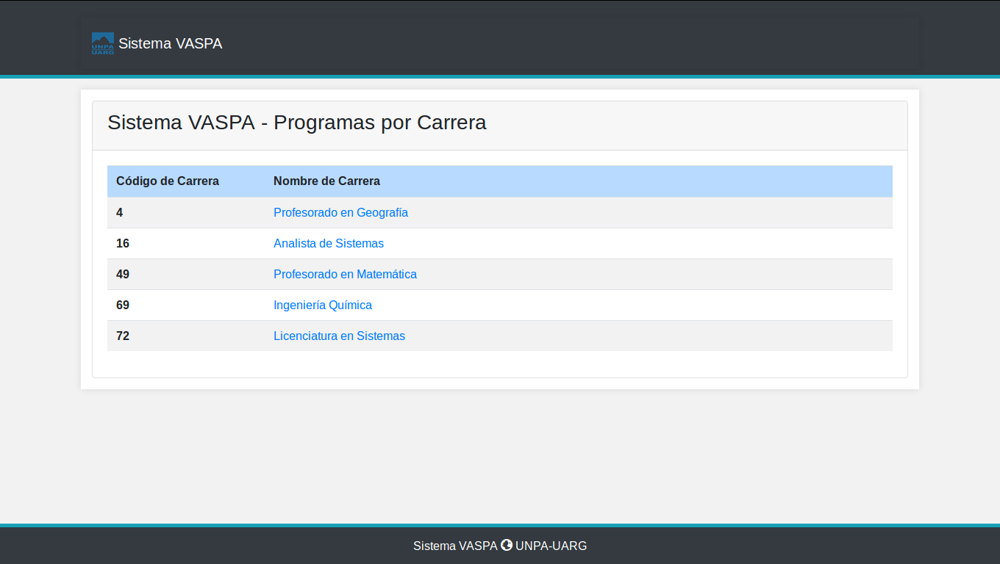 UNPA
UARG
Sistema VASPA
Sistema VASPA - Programas por Carrera
Código de Carrera Nombre de Carrera
4 Profesorado en Geografía
16 Analista de Sistemas
49 Profesorado en Matemática
69 Ingeniería Química
72 Licenciatura en Sistemas
Sistema VASPA UNPA-UARG